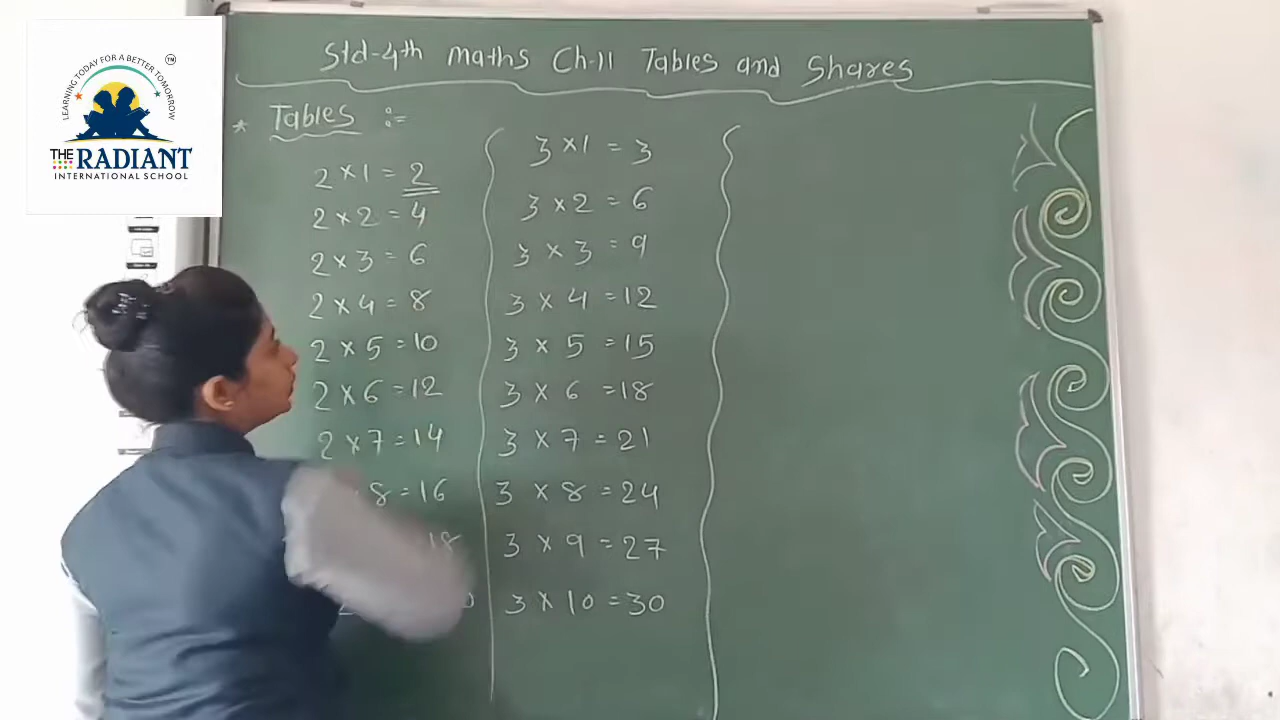 LEARNING TODAY FOR A BETTER TOMORROW
TM
THE RADIANT
INTERNATIONAL SCHOOL
Std-4th Maths Ch-11 Tables and Shares
* Tables :=
2 × 1 = 2
2 × 2 = 4
2 × 3 = 6
2 × 4 = 8
2 × 5 = 10
2 × 6 = 12
2 × 7 = 14
8 = 16
18
3 × 1 = 3
3 × 2 = 6
3 × 3 = 9
3 × 4 = 12
3 × 5 = 15
3 × 6 = 18
3 × 7 = 21
3 × 8 = 24
3 × 9 = 27
3 × 10 = 30